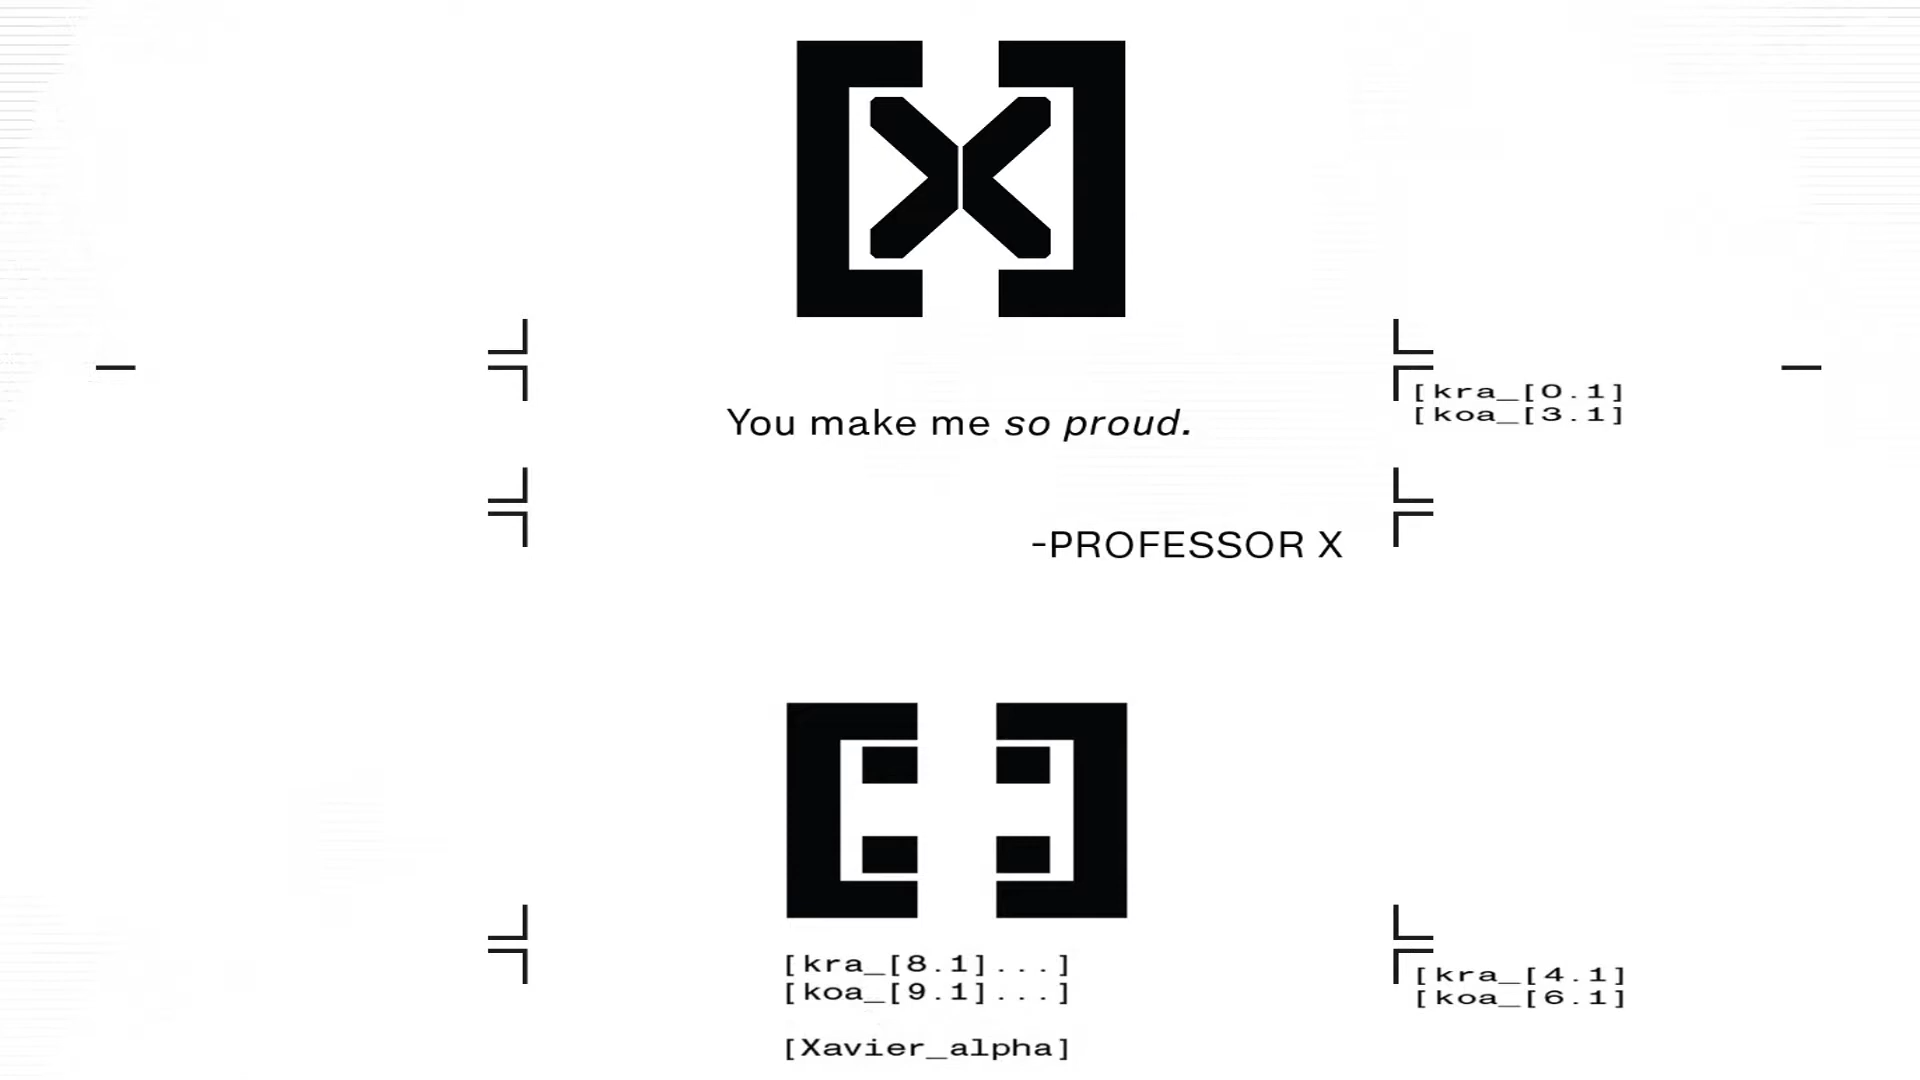 [X]
You make me so proud.
[kra_[0.1]
[koa_[3.1]
-PROFESSOR X
[kra_[8.1]...]
[koa_[9.1]...]
[Xavier_alpha]
[kra_[4.1]
[koa_[6.1]